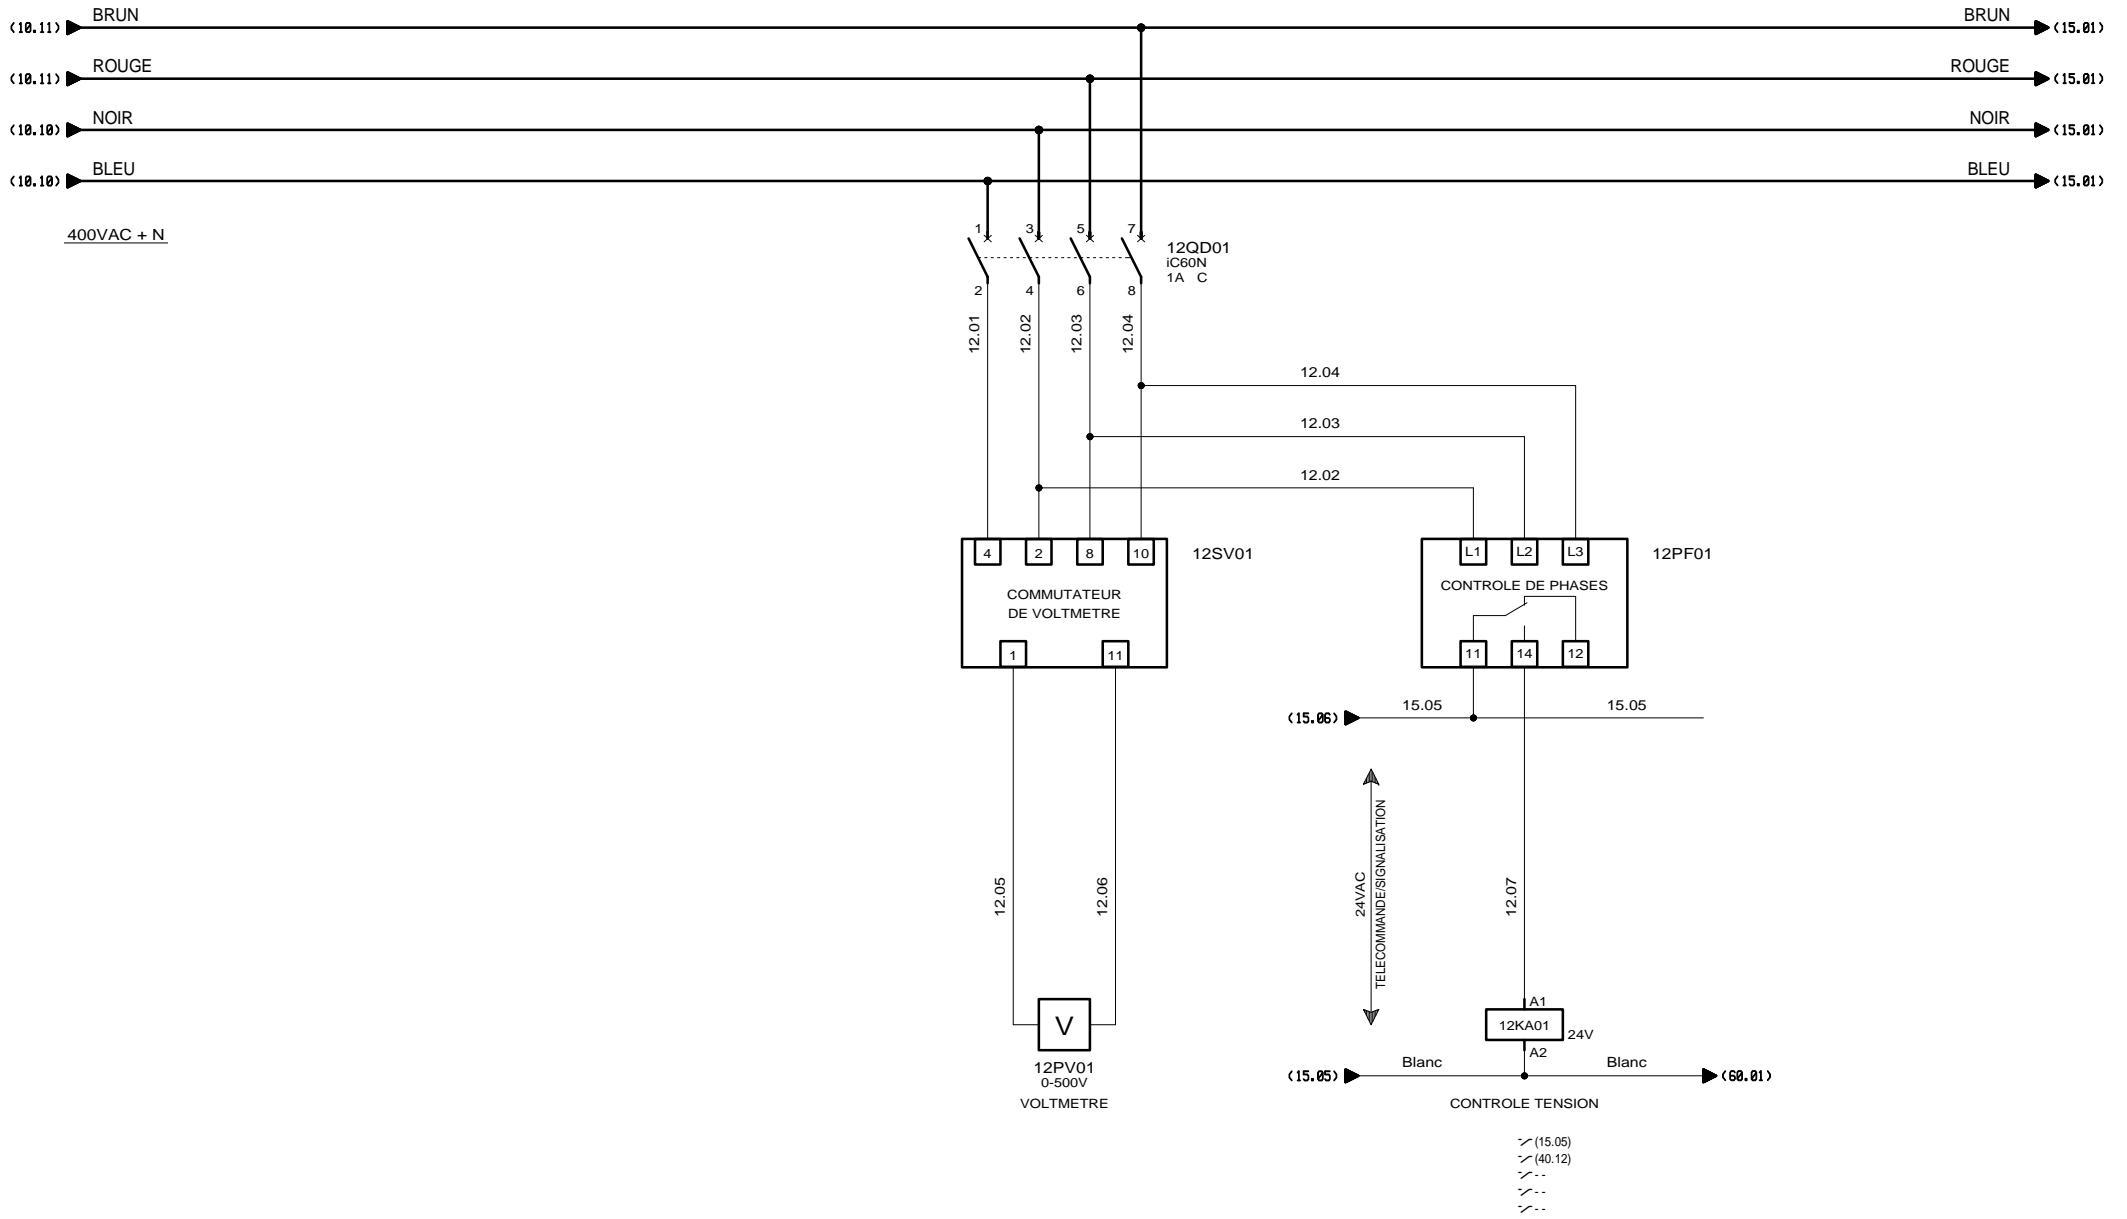 BRUN BRUN
(10.11) (15.01)
ROUGE ROUGE
(10.11) (15.01)
NOIR NOIR
(10.10) (15.01)
BLEU BLEU
(10.10) (15.01)
400VAC + N
1 3 5 7
12QD01
iC60N
1A C
2 4 6 8
12.01 12.02 12.03 12.04
12.04
12.03
12.02
4 2 8 10 12SV01
COMMUTATEUR
DE VOLTMETRE
1 11
L1 L2 L3 12PF01
CONTROLE DE PHASES
11 14 12
15.05 15.05
(15.06)
24VAC
TELECOMMANDE/SIGNALISATION
12.05 12.06
12.07
V
12PV01
0-500V
VOLTMETRE
A1
12KA01
24V
A2
Blanc Blanc
(15.05) (60.01)
CONTROLE TENSION
(15.05)
(40.12)
--
--
--